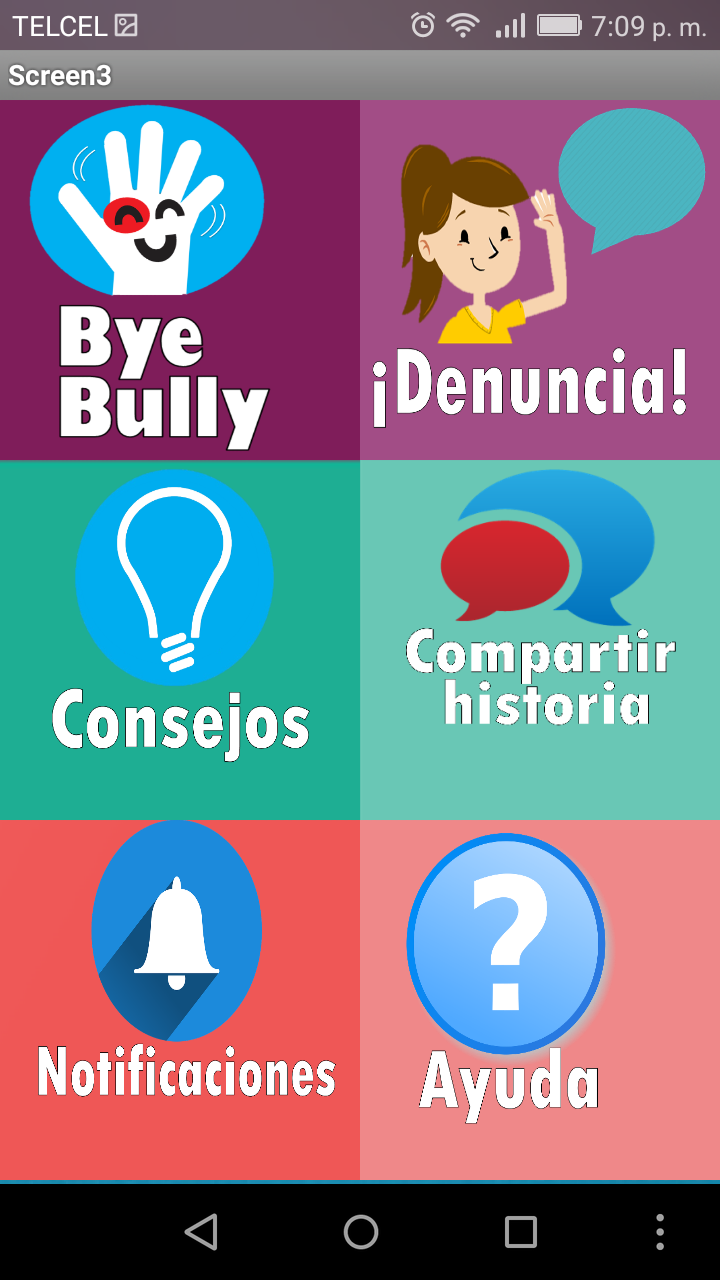 TELCEL 7:09 p. m.
Screen3
Bye
Bully
¡Denuncia!
Consejos
Compartir
historia
Notificaciones
?
Ayuda